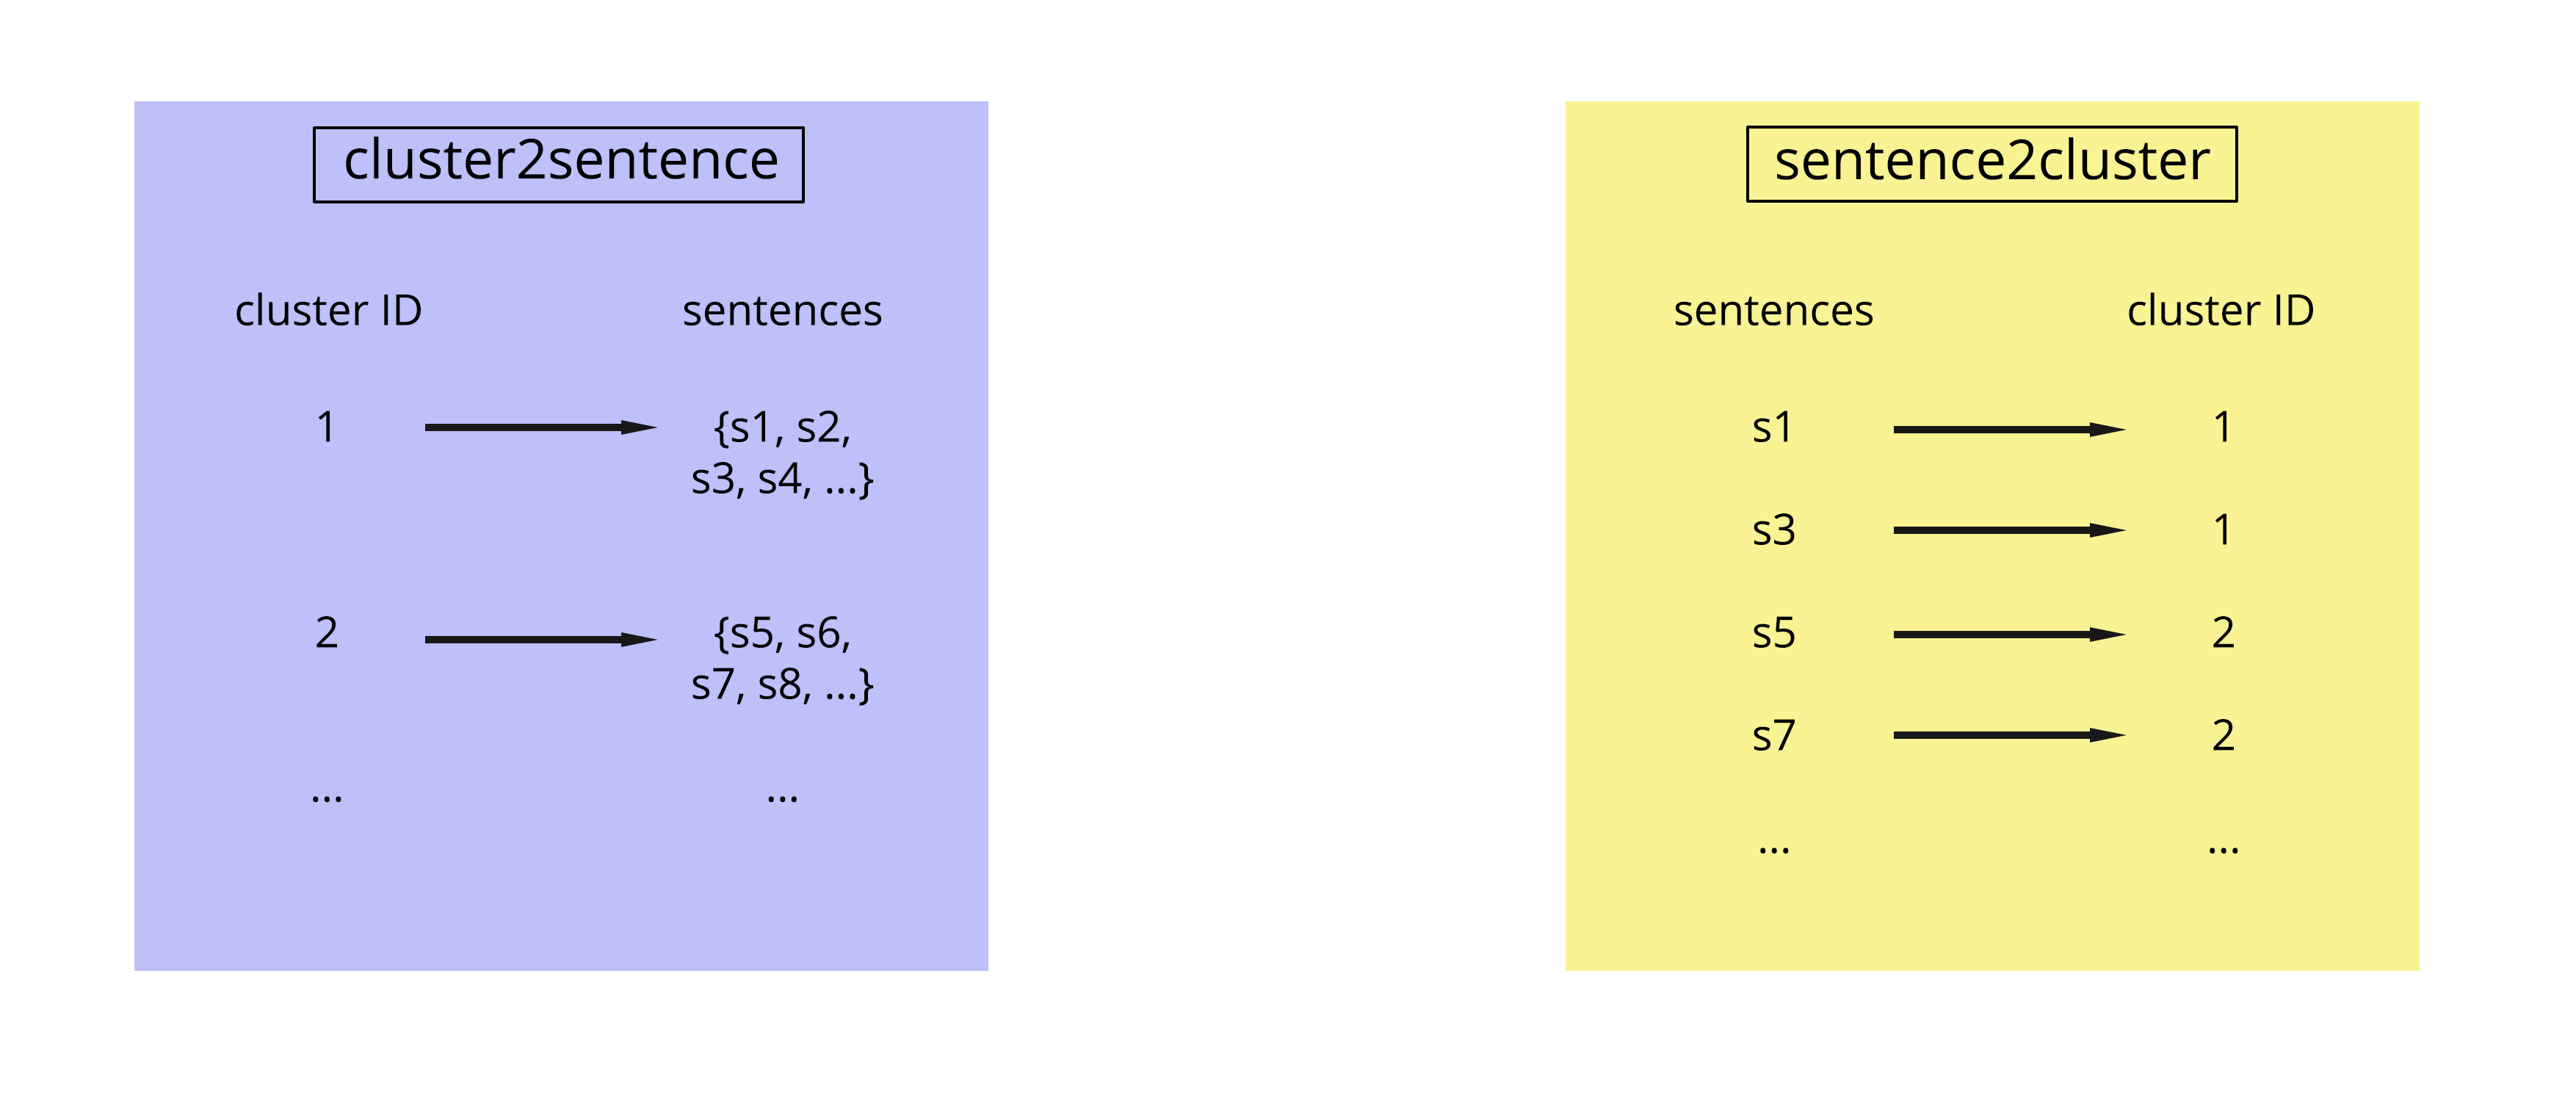 cluster2sentence
cluster ID sentences
1 {s1, s2,
s3, s4, ...}
2 {s5, s6,
s7, s8, ...}
... ...
sentence2cluster
sentences cluster ID
s1 1
s3 1
s5 2
s7 2
... ...